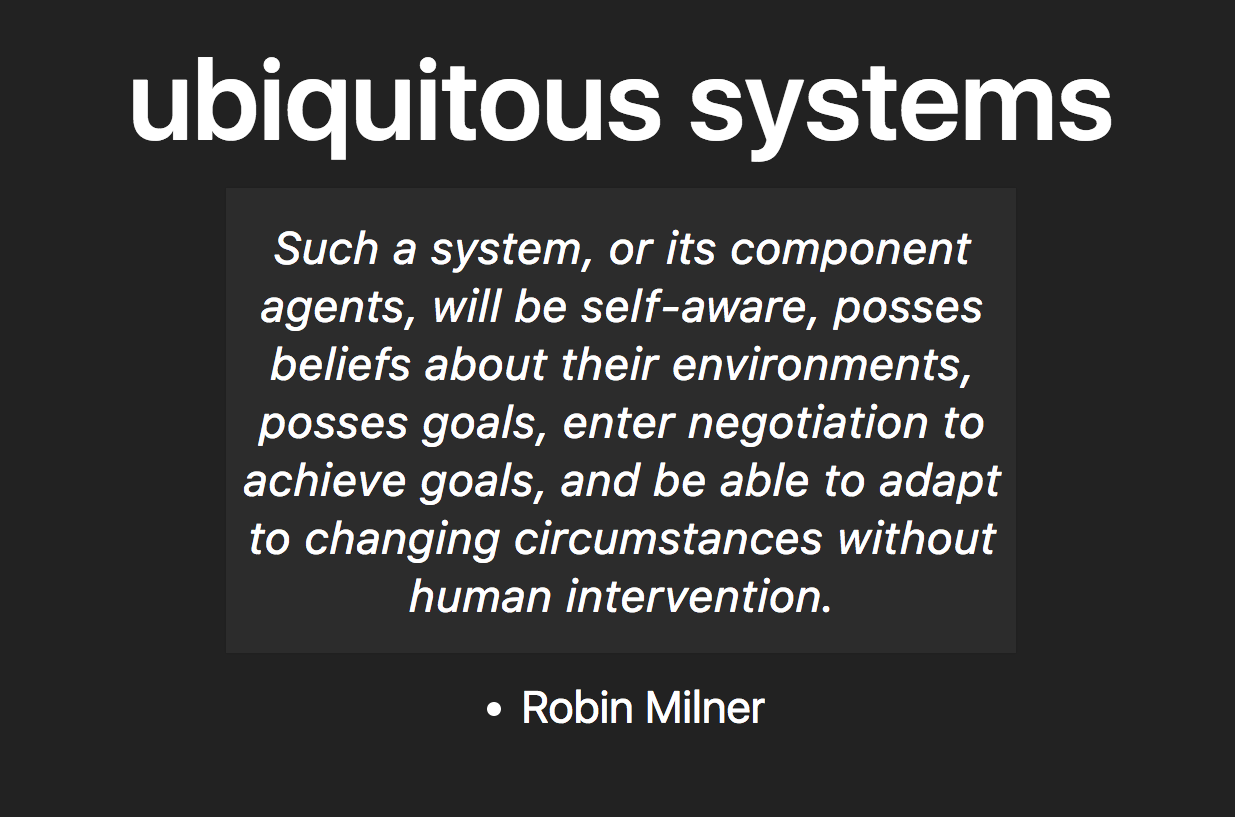 ubiquitous systems
Such a system, or its component
agents, will be self-aware, posses
beliefs about their environments,
posses goals, enter negotiation to
achieve goals, and be able to adapt
to changing circumstances without
human intervention.
• Robin Milner